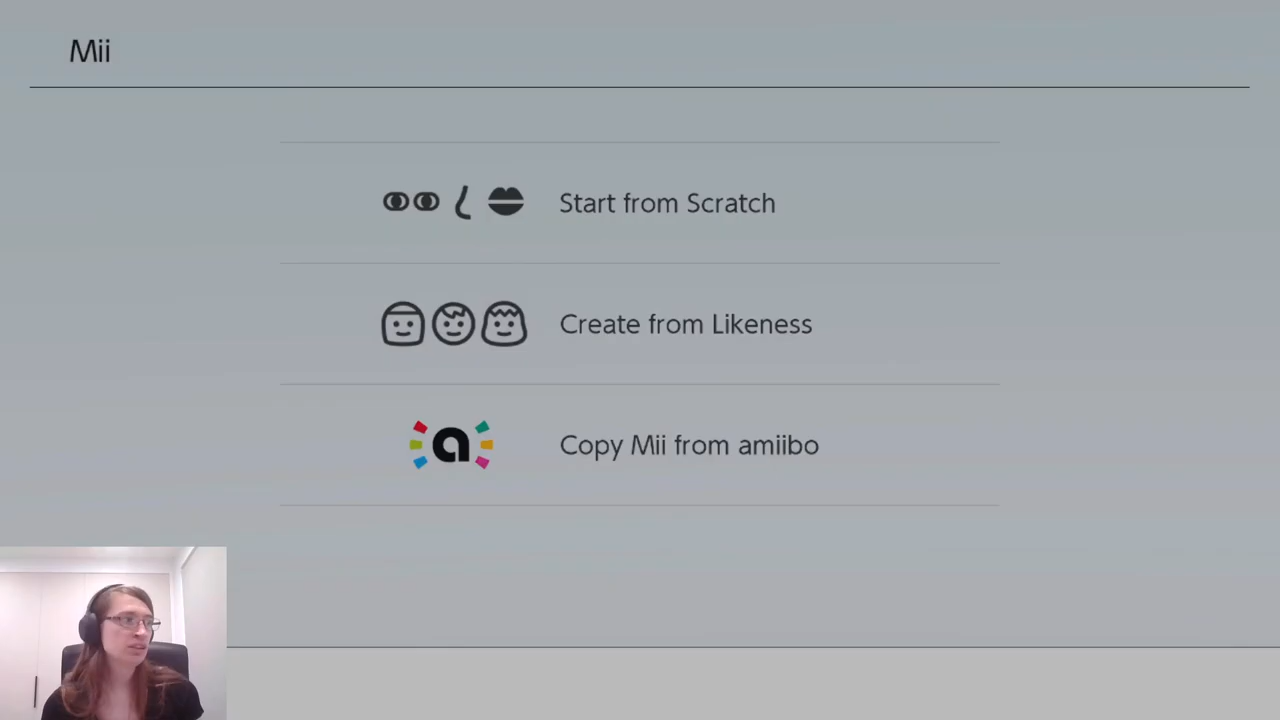 Mii
Start from Scratch
Create from Likeness
Copy Mii from amiibo